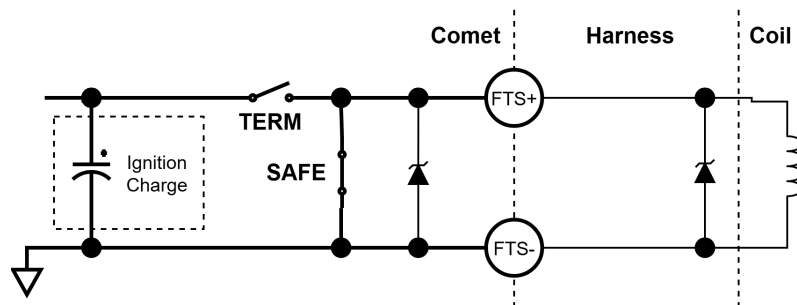 Comet Harness Coil
FTS+
TERM
Ignition
Charge
SAFE
FTS-